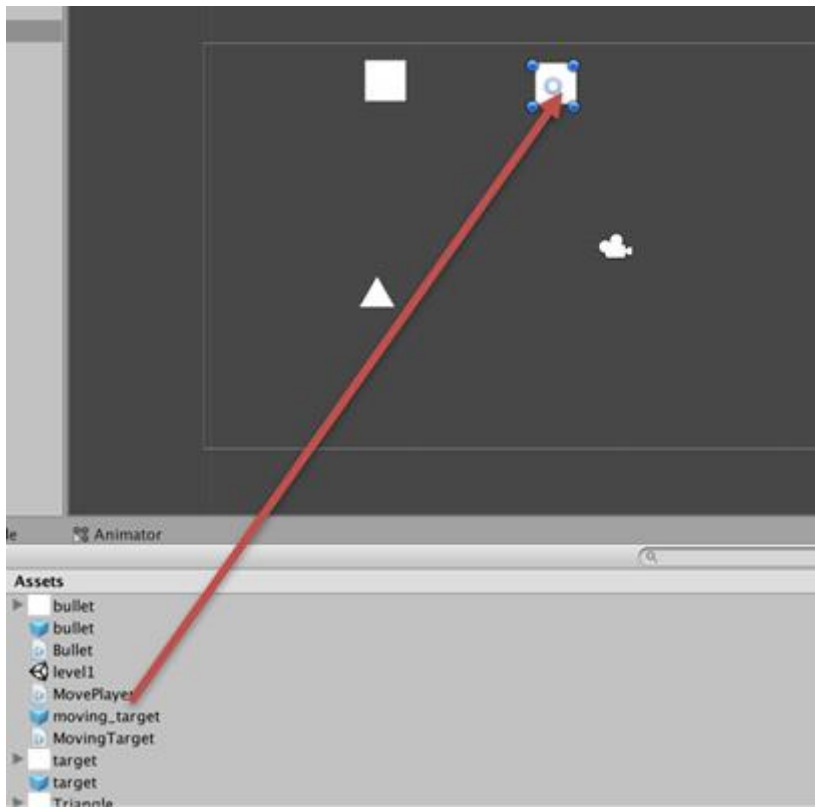 Animator
Assets
bullet
bullet
Bullet
level1
MovePlayer
moving_target
MovingTarget
target
target
Triangle